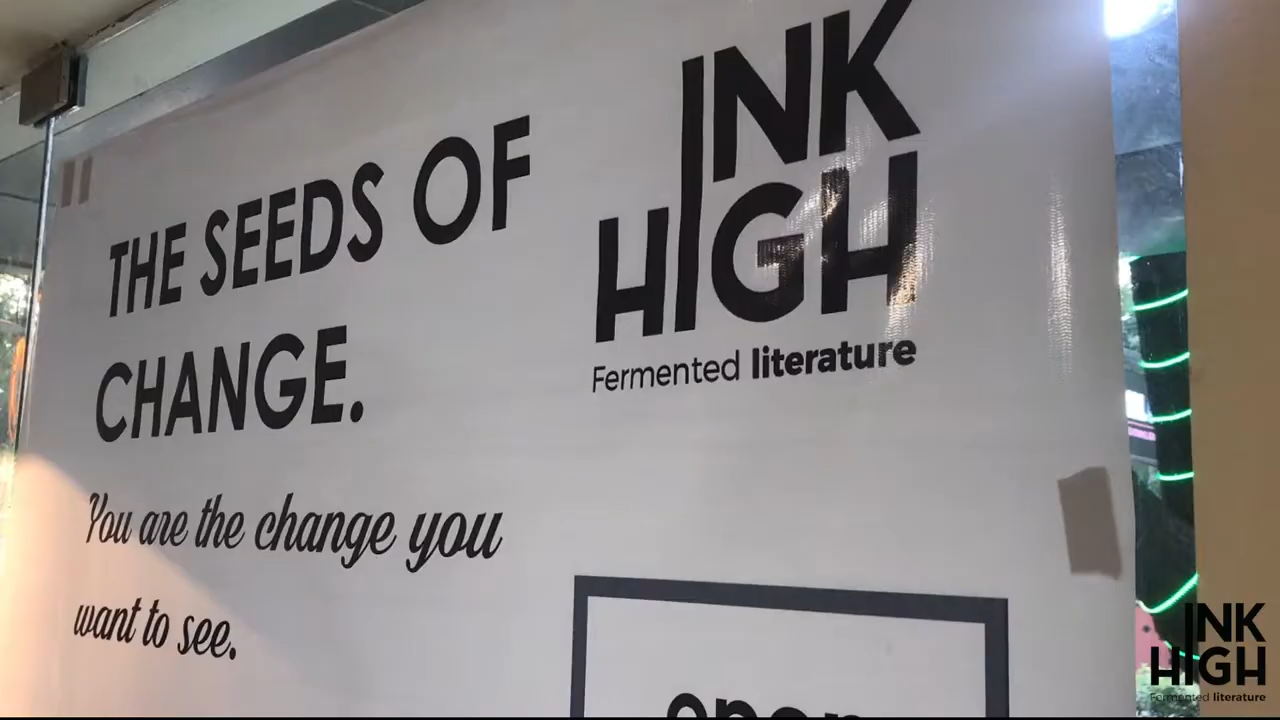 "
THE SEEDS OF
CHANGE.
You are the change you
want to see.
INK
HIGH
Fermented literature
INK
HIGH
Fermented literature